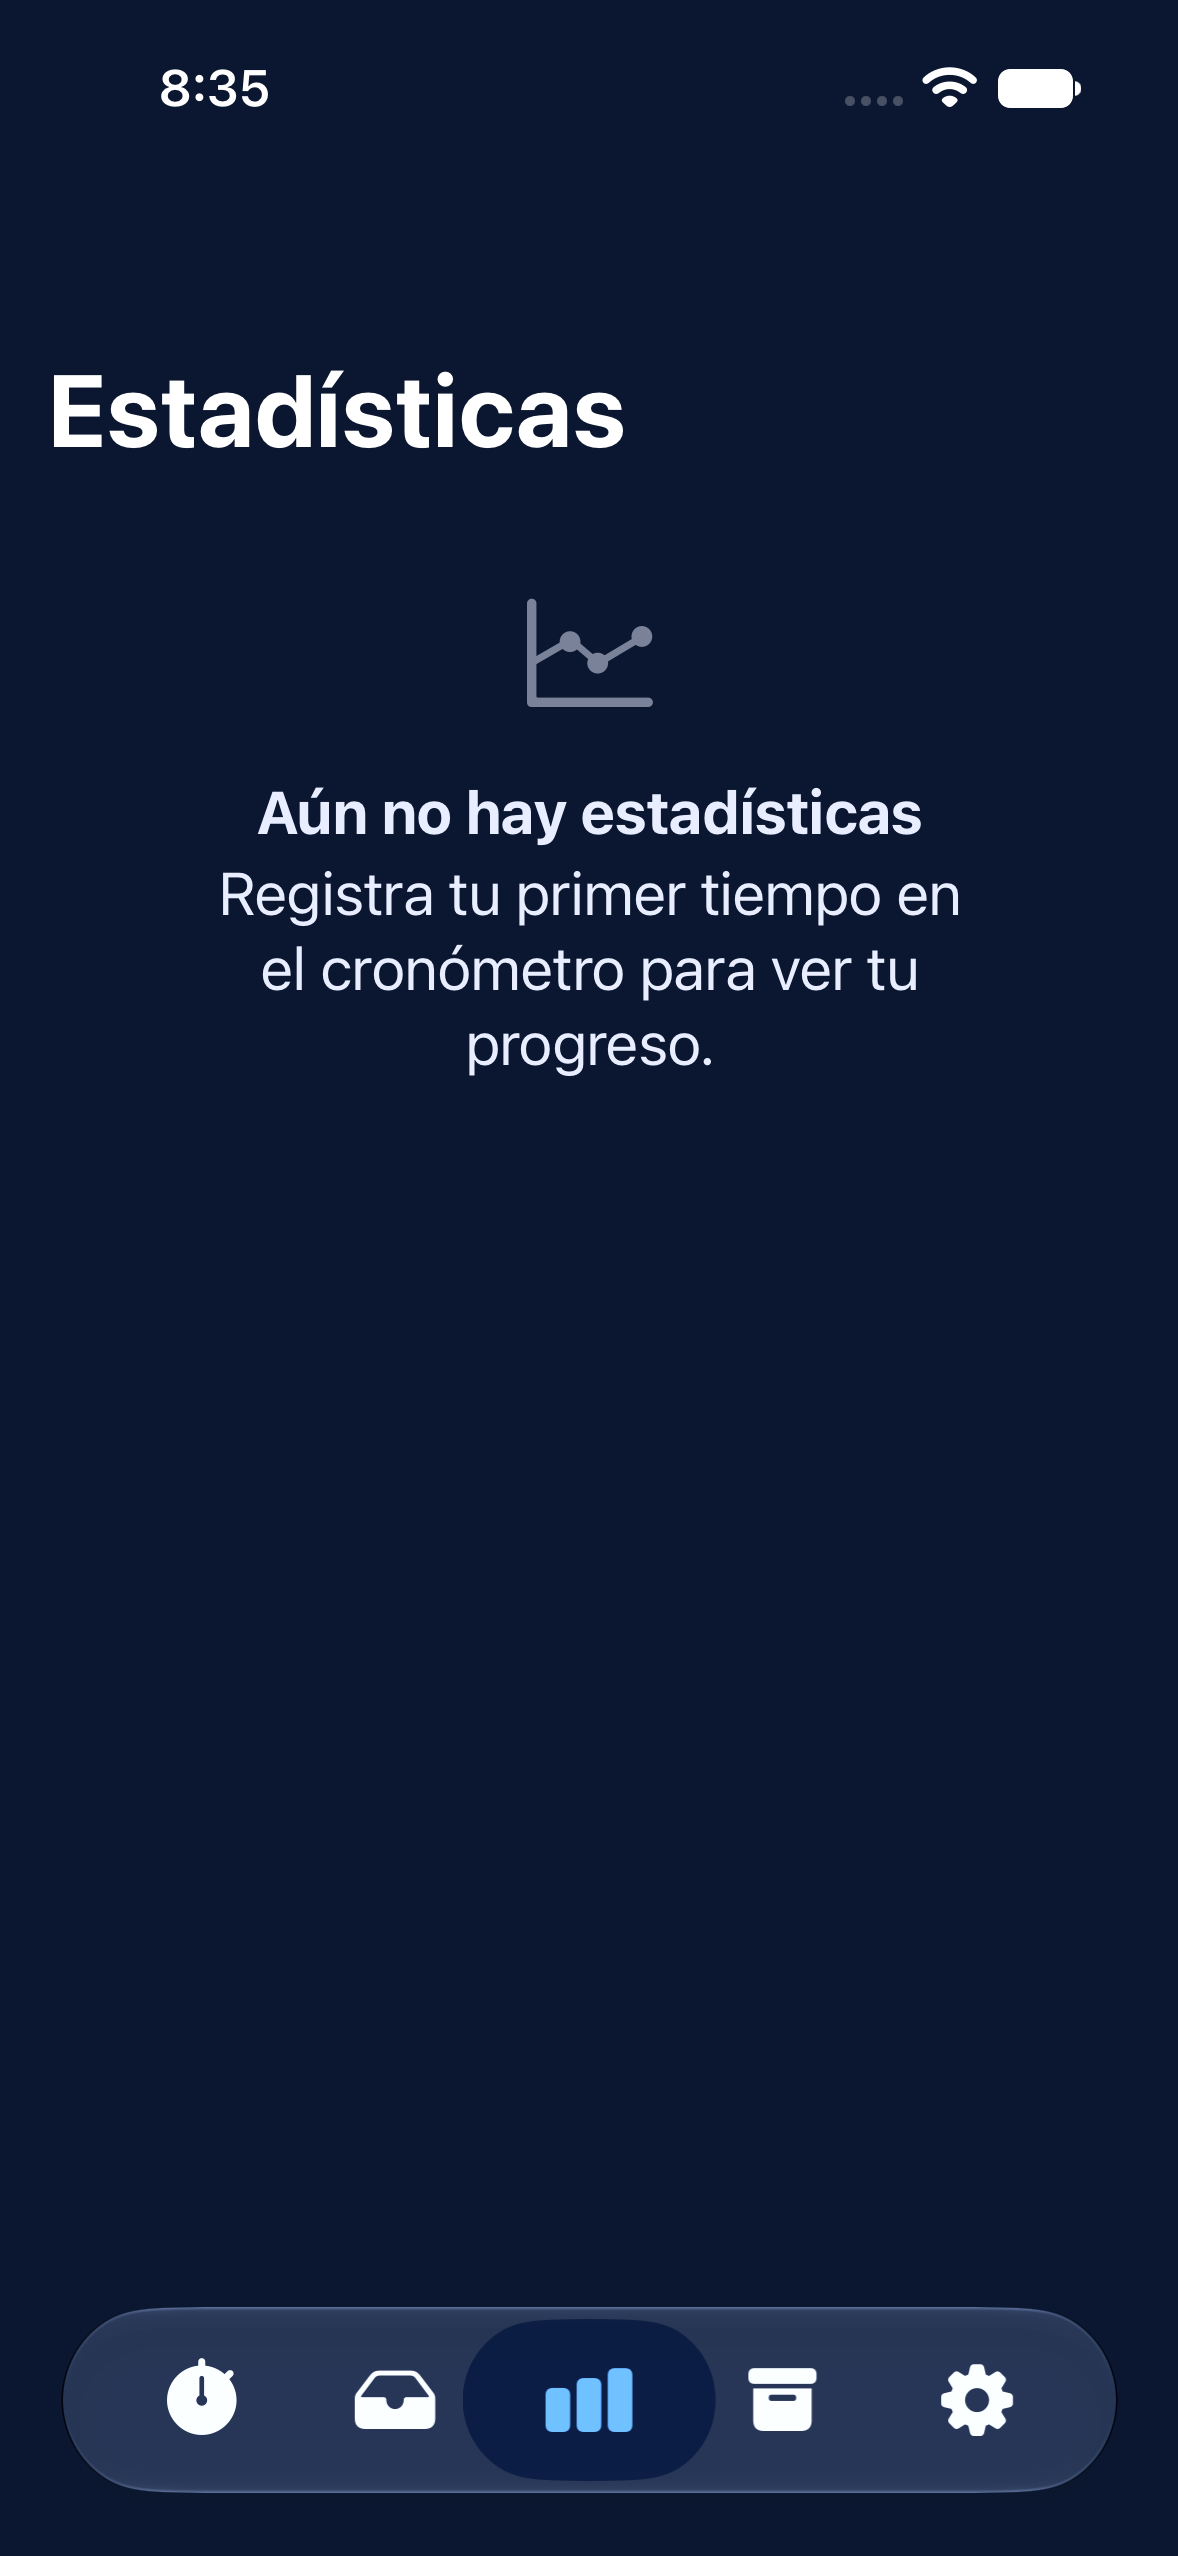 8:35
Estadísticas
Aún no hay estadísticas
Registra tu primer tiempo en
el cronómetro para ver tu
progreso.